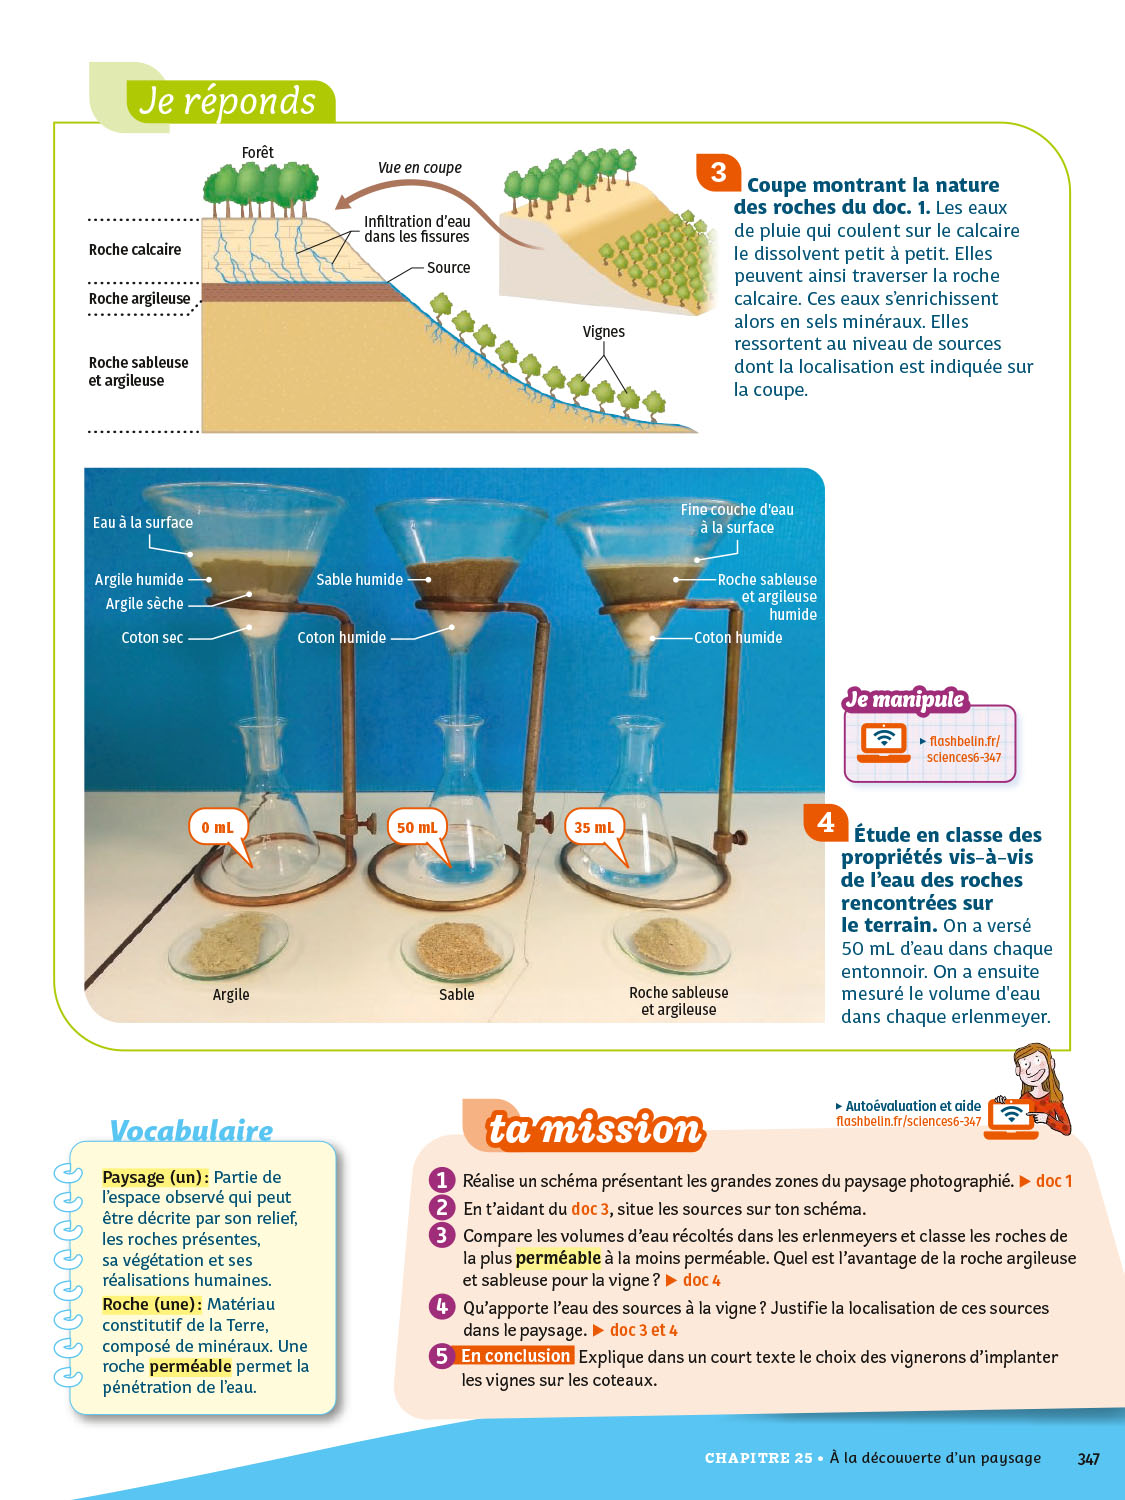 Je réponds
Forêt
Vue en coupe
Infiltration d'eau
dans les fissures
Source
Roche calcaire
Roche argileuse
Roche sableuse
et argileuse
Vignes
3 Coupe montrant la nature
des roches du doc. 1. Les eaux
de pluie qui coulent sur le calcaire
le dissolvent petit à petit. Elles
peuvent ainsi traverser la roche
calcaire. Ces eaux s'enrichissent
alors en sels minéraux. Elles
ressortent au niveau de sources
dont la localisation est indiquée sur
la coupe.
Eau à la surface
Argile humide
Argile sèche
Coton sec
Sable humide
Coton humide
Fine couche d'eau
à la surface
Roche sableuse
et argileuse
humide
Coton humide
0 mL
50 mL
35 mL
Argile
Sable
Roche sableuse
et argileuse
Je manipule
▸ flashbelin.fr/
sciences6-347
4 Étude en classe des
propriétés vis-à-vis
de l'eau des roches
rencontrées sur
le terrain. On a versé
50 mL d'eau dans chaque
entonnoir. On a ensuite
mesuré le volume d'eau
dans chaque erlenmeyer.
Vocabulaire
Paysage (un) : Partie de
l'espace observé qui peut
être décrite par son relief,
les roches présentes,
sa végétation et ses
réalisations humaines.
Roche (une) : Matériau
constitutif de la Terre,
composé de minéraux. Une
roche perméable permet la
pénétration de l'eau.
ta mission
▸ Autoévaluation et aide
flashbelin.fr/sciences6-347
1 Réalise un schéma présentant les grandes zones du paysage photographié. ▶ doc 1
2 En t'aidant du doc 3, situe les sources sur ton schéma.
3 Compare les volumes d'eau récoltés dans les erlenmeyers et classe les roches de
la plus perméable à la moins perméable. Quel est l'avantage de la roche argileuse
et sableuse pour la vigne ? ▶ doc 4
4 Qu'apporte l'eau des sources à la vigne ? Justifie la localisation de ces sources
dans le paysage. ▶ doc 3 et 4
5 En conclusion Explique dans un court texte le choix des vignerons d'implanter
les vignes sur les coteaux.
CHAPITRE 25 • À la découverte d'un paysage 347